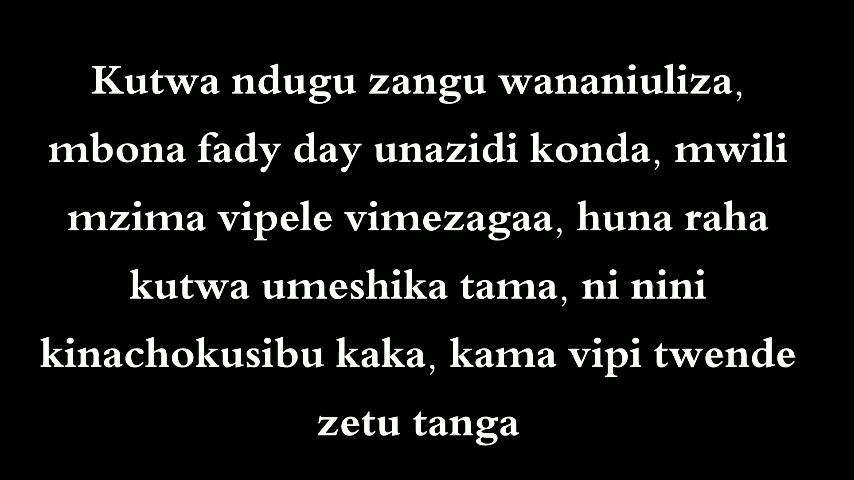 Kutwa ndugu zangu wananiuliza,
mbona fady day unazidi konda, mwili
mzima vipele vimezagaa, huna raha
kutwa umeshika tama, ni nini
kinachokusibu kaka, kama vipi twende
zetu tanga